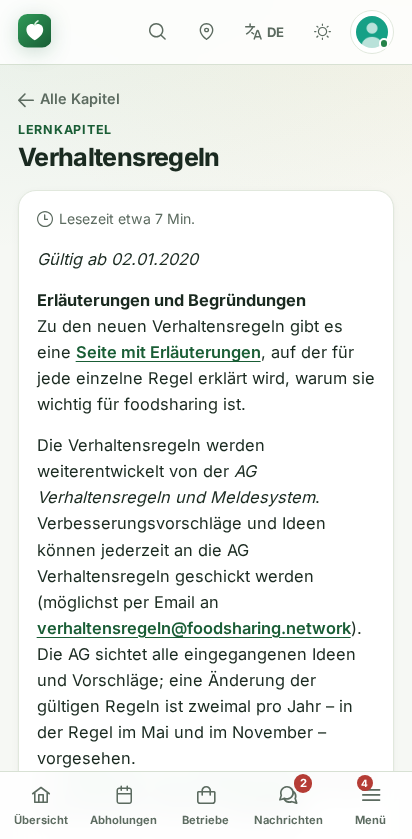 DE
Alle Kapitel
LERNKAPITEL
Verhaltensregeln
Lesezeit etwa 7 Min.
Gültig ab 02.01.2020
Erläuterungen und Begründungen
Zu den neuen Verhaltensregeln gibt es
eine Seite mit Erläuterungen, auf der für
jede einzelne Regel erklärt wird, warum sie
wichtig für foodsharing ist.
Die Verhaltensregeln werden
weiterentwickelt von der AG
Verhaltensregeln und Meldesystem.
Verbesserungsvorschläge und Ideen
können jederzeit an die AG
Verhaltensregeln geschickt werden
(möglichst per Email an
verhaltensregeln@foodsharing.network).
Die AG sichtet alle eingegangenen Ideen
und Vorschläge; eine Änderung der
gültigen Regeln ist zweimal pro Jahr – in
der Regel im Mai und im November –
vorgesehen.
2
4
Übersicht
Abholungen
Betriebe
Nachrichten
Menü